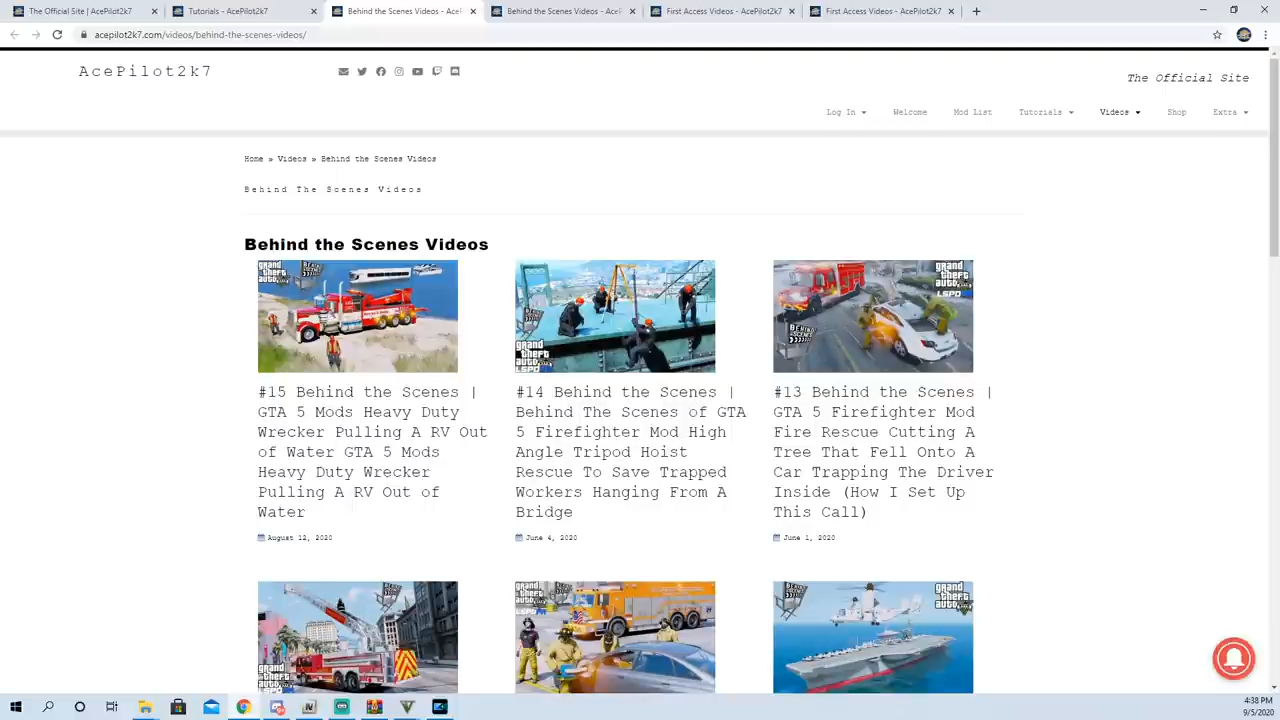 The Official Site | AcePilot2k7
Tutorials - AcePilot2k7
Behind the Scenes Videos - AceP
Behind the Scenes Videos - AceP
First Access Videos - AcePilot2k7
First Access Videos - AcePilot2k7
acepilot2k7.com/videos/behind-the-scenes-videos/
AcePilot2k7
The Official Site
Log In Welcome Mod List Tutorials Videos Shop Extra
Home » Videos » Behind the Scenes Videos
Behind The Scenes Videos
Behind the Scenes Videos
#15 Behind the Scenes |
GTA 5 Mods Heavy Duty
Wrecker Pulling A RV Out
of Water GTA 5 Mods
Heavy Duty Wrecker
Pulling A RV Out of
Water
August 12, 2020
#14 Behind the Scenes |
Behind The Scenes of GTA
5 Firefighter Mod High
Angle Tripod Hoist
Rescue To Save Trapped
Workers Hanging From A
Bridge
June 4, 2020
#13 Behind the Scenes |
GTA 5 Firefighter Mod
Fire Rescue Cutting A
Tree That Fell Onto A
Car Trapping The Driver
Inside (How I Set Up
This Call)
June 1, 2020
4:38 PM
9/5/2020